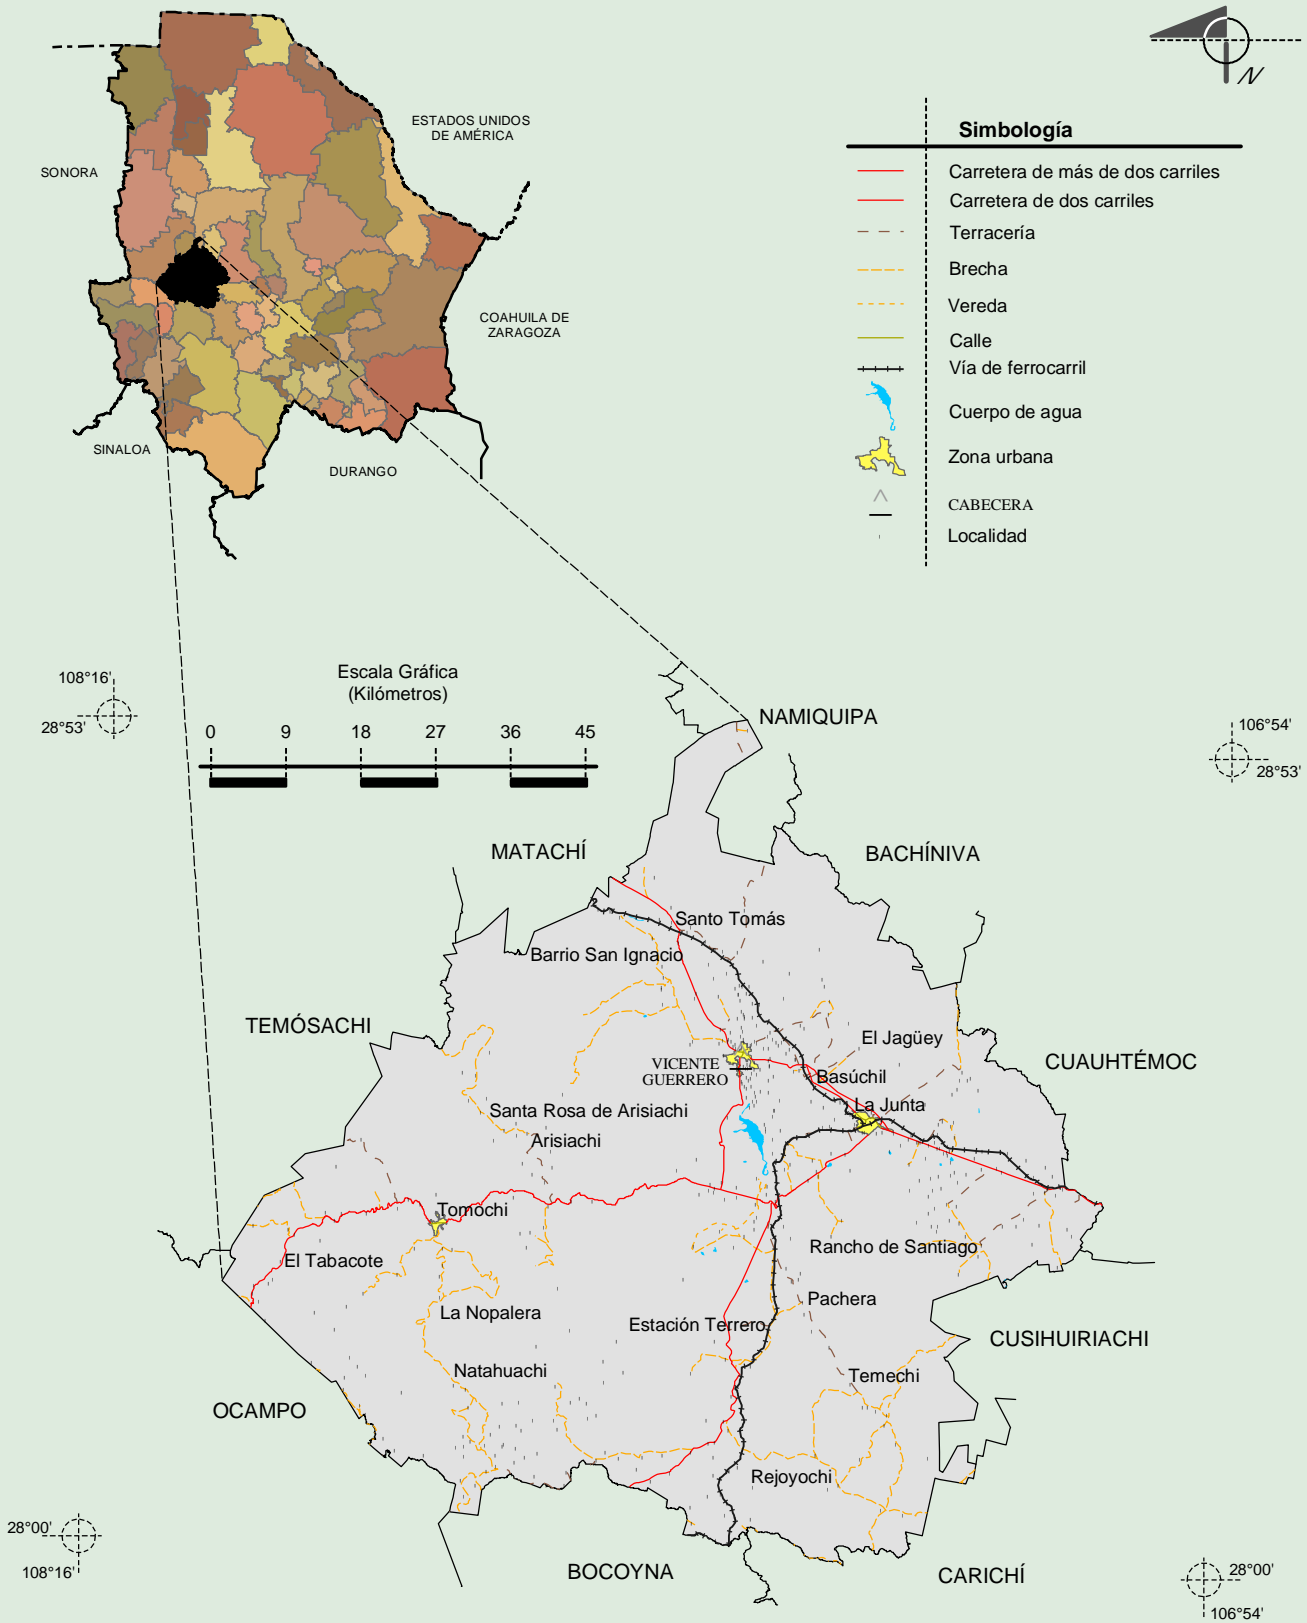 N
ESTADOS UNIDOS
DE AMÉRICA
SONORA
COAHUILA DE
ZARAGOZA
SINALOA
DURANGO
Simbología
Carretera de más de dos carriles
Carretera de dos carriles
Terracería
Brecha
Vereda
Calle
Vía de ferrocarril
Cuerpo de agua
Zona urbana
CABECERA
Localidad
Escala Gráfica
(Kilómetros)
0 9 18 27 36 45
108°16'
28°53'
106°54'
28°53'
NAMIQUIPA
MATACHÍ
BACHÍNIVA
Santo Tomás
Barrio San Ignacio
TEMÓSACHI
El Jagüey
CUAUHTÉMOC
VICENTE
GUERRERO
Basúchil
La Junta
Santa Rosa de Arisiachi
Arisiachi
Tomochi
El Tabacote
Rancho de Santiago
La Nopalera
Pachera
Estación Terrero
CUSIHUIRIACHI
Natahuachi
Temechi
OCAMPO
Rejoyochi
BOCOYNA
CARICHÍ
28°00'
108°16'
28°00'
106°54'